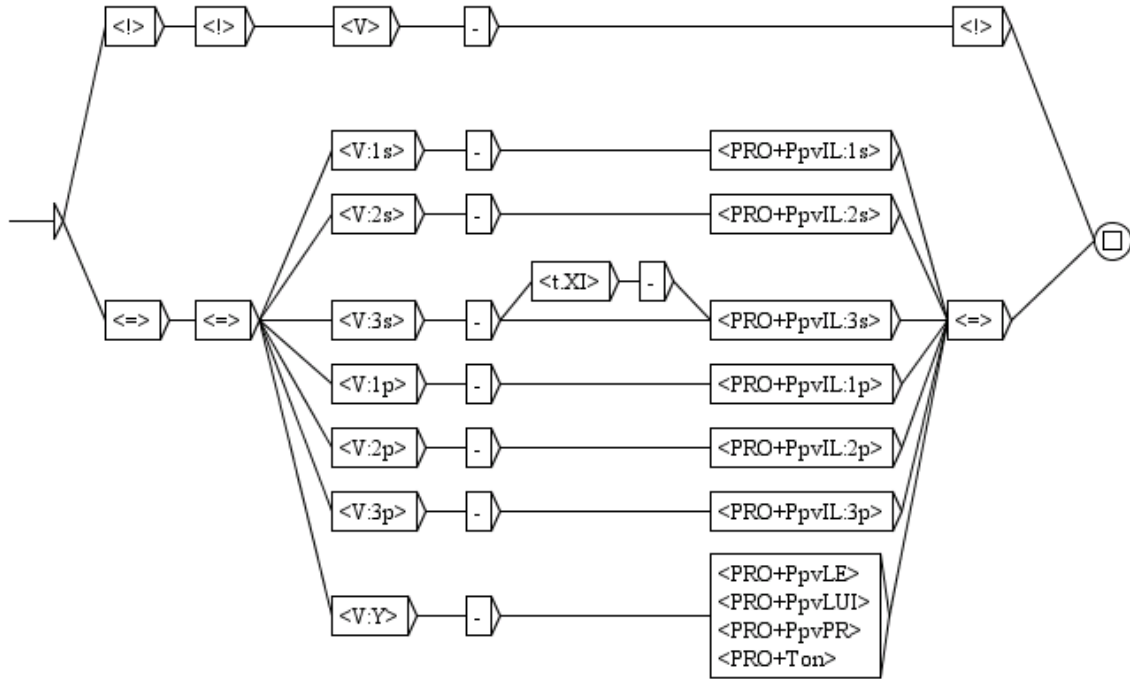 <!> <!> <V> - <!>
<V:1s> - <PRO+PpvIL:1s>
<V:2s> - <PRO+PpvIL:2s>
<t.XI> -
<=> <=> <V:3s> - <PRO+PpvIL:3s> <=>
<V:1p> - <PRO+PpvIL:1p>
<V:2p> - <PRO+PpvIL:2p>
<V:3p> - <PRO+PpvIL:3p>
<V:Y> -
<PRO+PpvLE>
<PRO+PpvLUI>
<PRO+PpvPR>
<PRO+Ton>